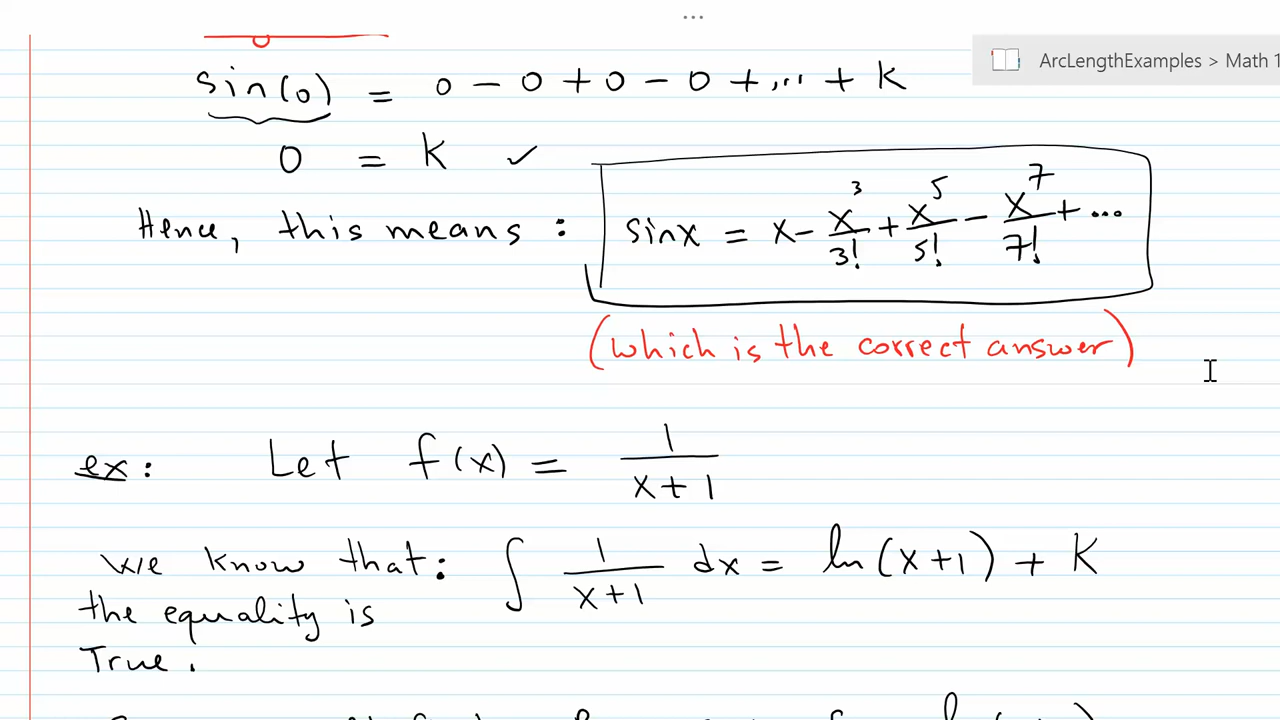 ArcLengthExamples > Math 1
sin(0) = 0 - 0 + 0 - 0 + ... + K
0 = K ✓
Hence, this means : sinx = x - x³/3! + x⁵/5! - x⁷/7! + ...
(which is the correct answer)
ex: Let f(x) = 1/(x+1)
We know that: ∫ 1/(x+1) dx = ln(x+1) + K
the equality is
True.